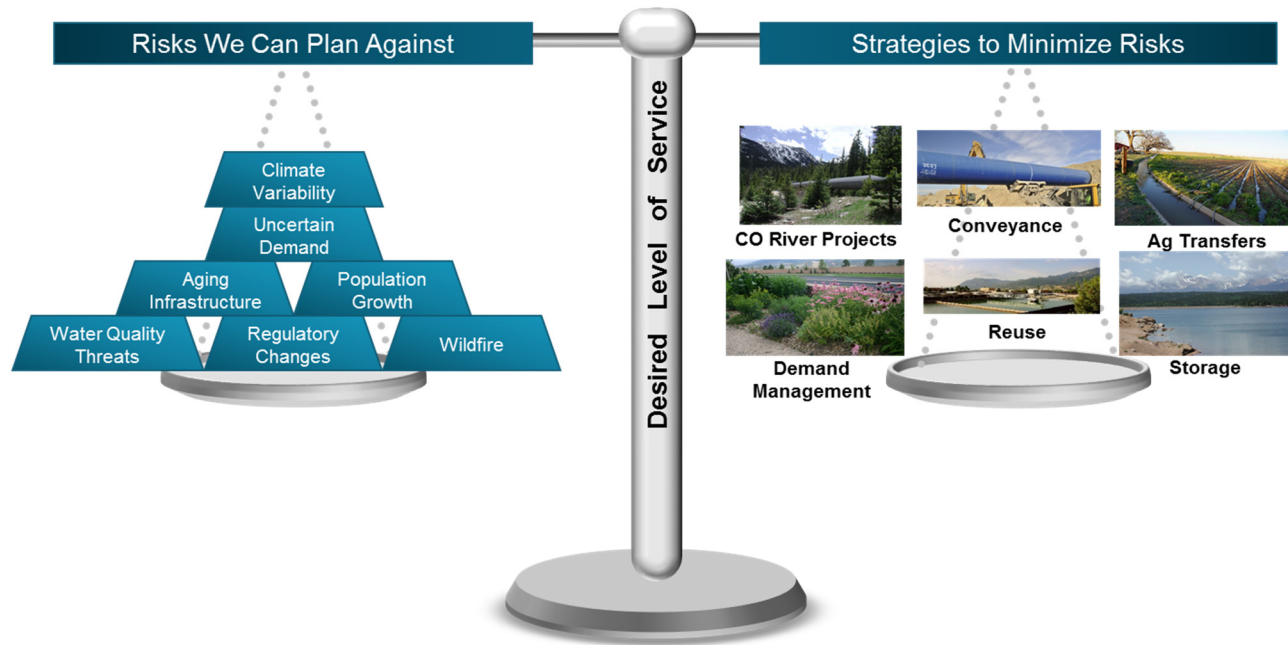 Risks We Can Plan Against
Strategies to Minimize Risks
Desired Level of Service
Climate
Variability
Uncertain
Demand
Aging
Infrastructure
Population
Growth
Water Quality
Threats
Regulatory
Changes
Wildfire
CO River Projects
Conveyance
Ag Transfers
Demand
Management
Reuse
Storage